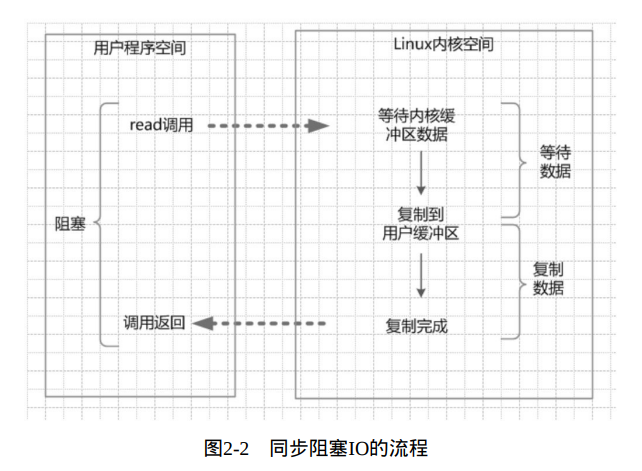 用户程序空间
Linux内核空间
read调用
等待内核缓
冲区数据
等待
数据
阻塞
复制到
用户缓冲区
复制
数据
调用返回
复制完成
图2-2 同步阻塞IO的流程